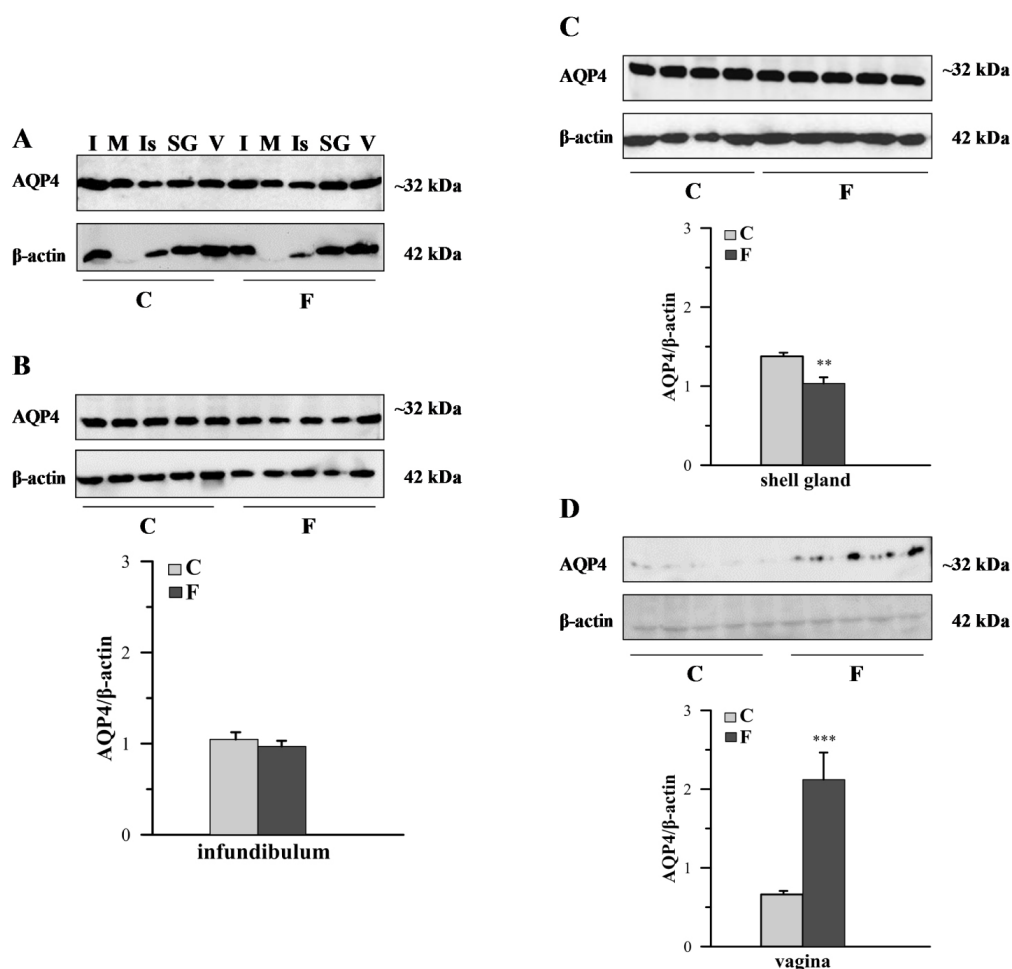 A
I M Is SG V I M Is SG V
AQP4
~32 kDa
β-actin
42 kDa
C F
B
AQP4
~32 kDa
β-actin
42 kDa
C F
3
2
1
0
C
F
AQP4/β-actin
infundibulum
C
AQP4
~32 kDa
β-actin
42 kDa
C F
3
2
1
0
C
F
AQP4/β-actin
**
shell gland
D
AQP4
~32 kDa
β-actin
42 kDa
C F
3
2
1
0
C
F
AQP4/β-actin
***
vagina